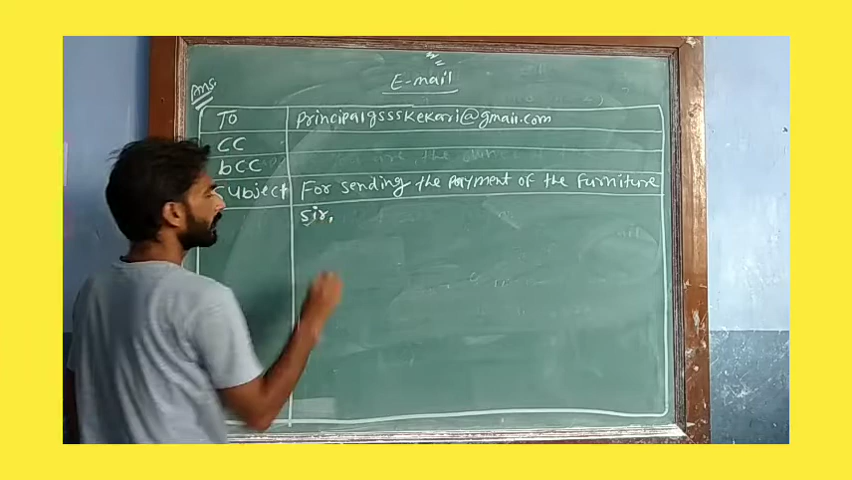 E-mail
Ans.
To principalgssskekari@gmail.com
CC
bCC
Subject For sending the payment of the furniture
Sir,